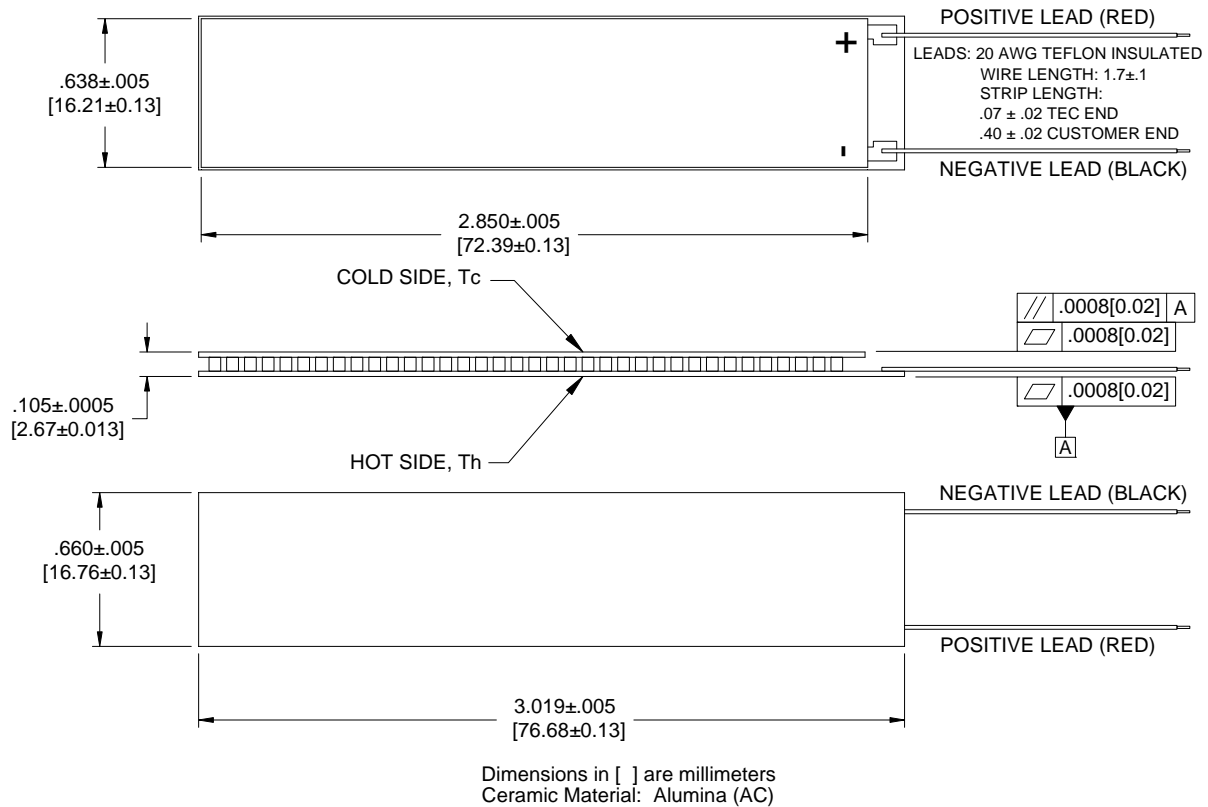 POSITIVE LEAD (RED)
+
LEADS: 20 AWG TEFLON INSULATED
WIRE LENGTH: 1.7±.1
STRIP LENGTH:
.07 ± .02 TEC END
.40 ± .02 CUSTOMER END
.638±.005
[16.21±0.13]
-
NEGATIVE LEAD (BLACK)
2.850±.005
[72.39±0.13]
COLD SIDE, Tc
// .0008[0.02] A
.0008[0.02]
.0008[0.02]
.105±.0005
[2.67±0.013]
A
HOT SIDE, Th
NEGATIVE LEAD (BLACK)
.660±.005
[16.76±0.13]
POSITIVE LEAD (RED)
3.019±.005
[76.68±0.13]
Dimensions in [ ] are millimeters
Ceramic Material: Alumina (AC)